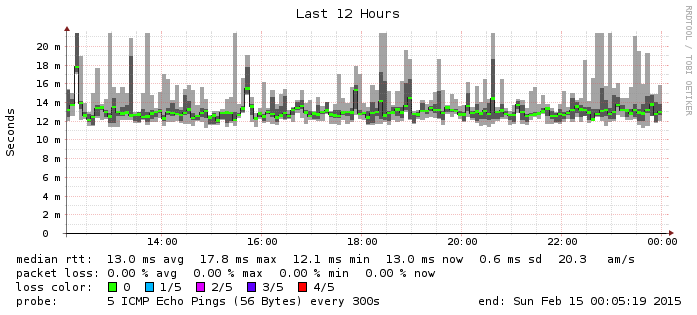 Last 12 Hours
RRDTOOL / TOBI OETIKER
Seconds
20 m
18 m
16 m
14 m
12 m
10 m
8 m
6 m
4 m
2 m
0
14:00 16:00 18:00 20:00 22:00 00:00
median rtt: 13.0 ms avg 17.8 ms max 12.1 ms min 13.0 ms now 0.6 ms sd 20.3 am/s
packet loss: 0.00 % avg 0.00 % max 0.00 % min 0.00 % now
loss color: 0 1/5 2/5 3/5 4/5
probe: 5 ICMP Echo Pings (56 Bytes) every 300s end: Sun Feb 15 00:05:19 2015